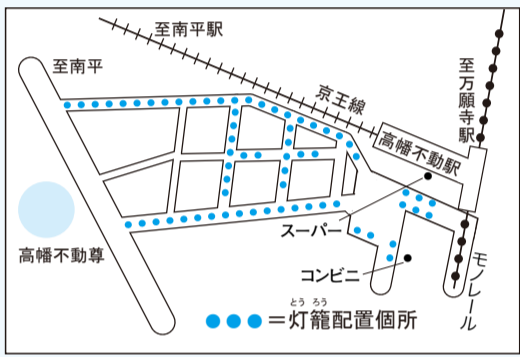 至南平駅
至南平
京王線
至万願寺駅
高幡不動駅
スーパー
高幡不動尊
コンビニ
モノレール
とう ろう
=灯籠配置個所